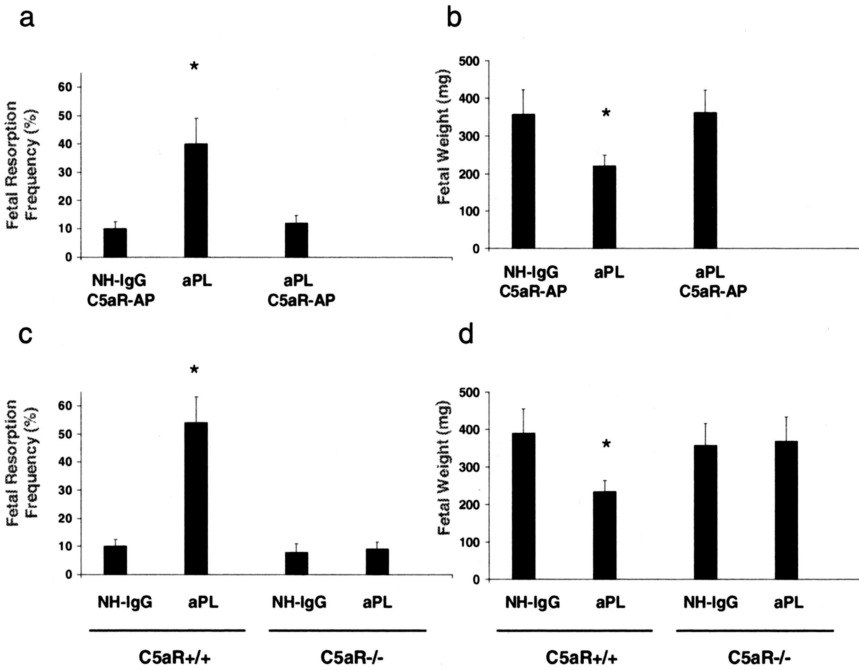 a
Fetal Resorption
Frequency (%)
60
50
40
30
20
10
0
*
NH-IgG
C5aR-AP
aPL
aPL
C5aR-AP
b
Fetal Weight (mg)
500
400
300
200
100
0
*
NH-IgG
C5aR-AP
aPL
aPL
C5aR-AP
c
Fetal Resorption
Frequency (%)
60
50
40
30
20
10
0
*
NH-IgG
aPL
NH-IgG
aPL
C5aR+/+
C5aR-/-
d
Fetal Weight (mg)
500
400
300
200
100
0
*
NH-IgG
aPL
NH-IgG
aPL
C5aR+/+
C5aR-/-